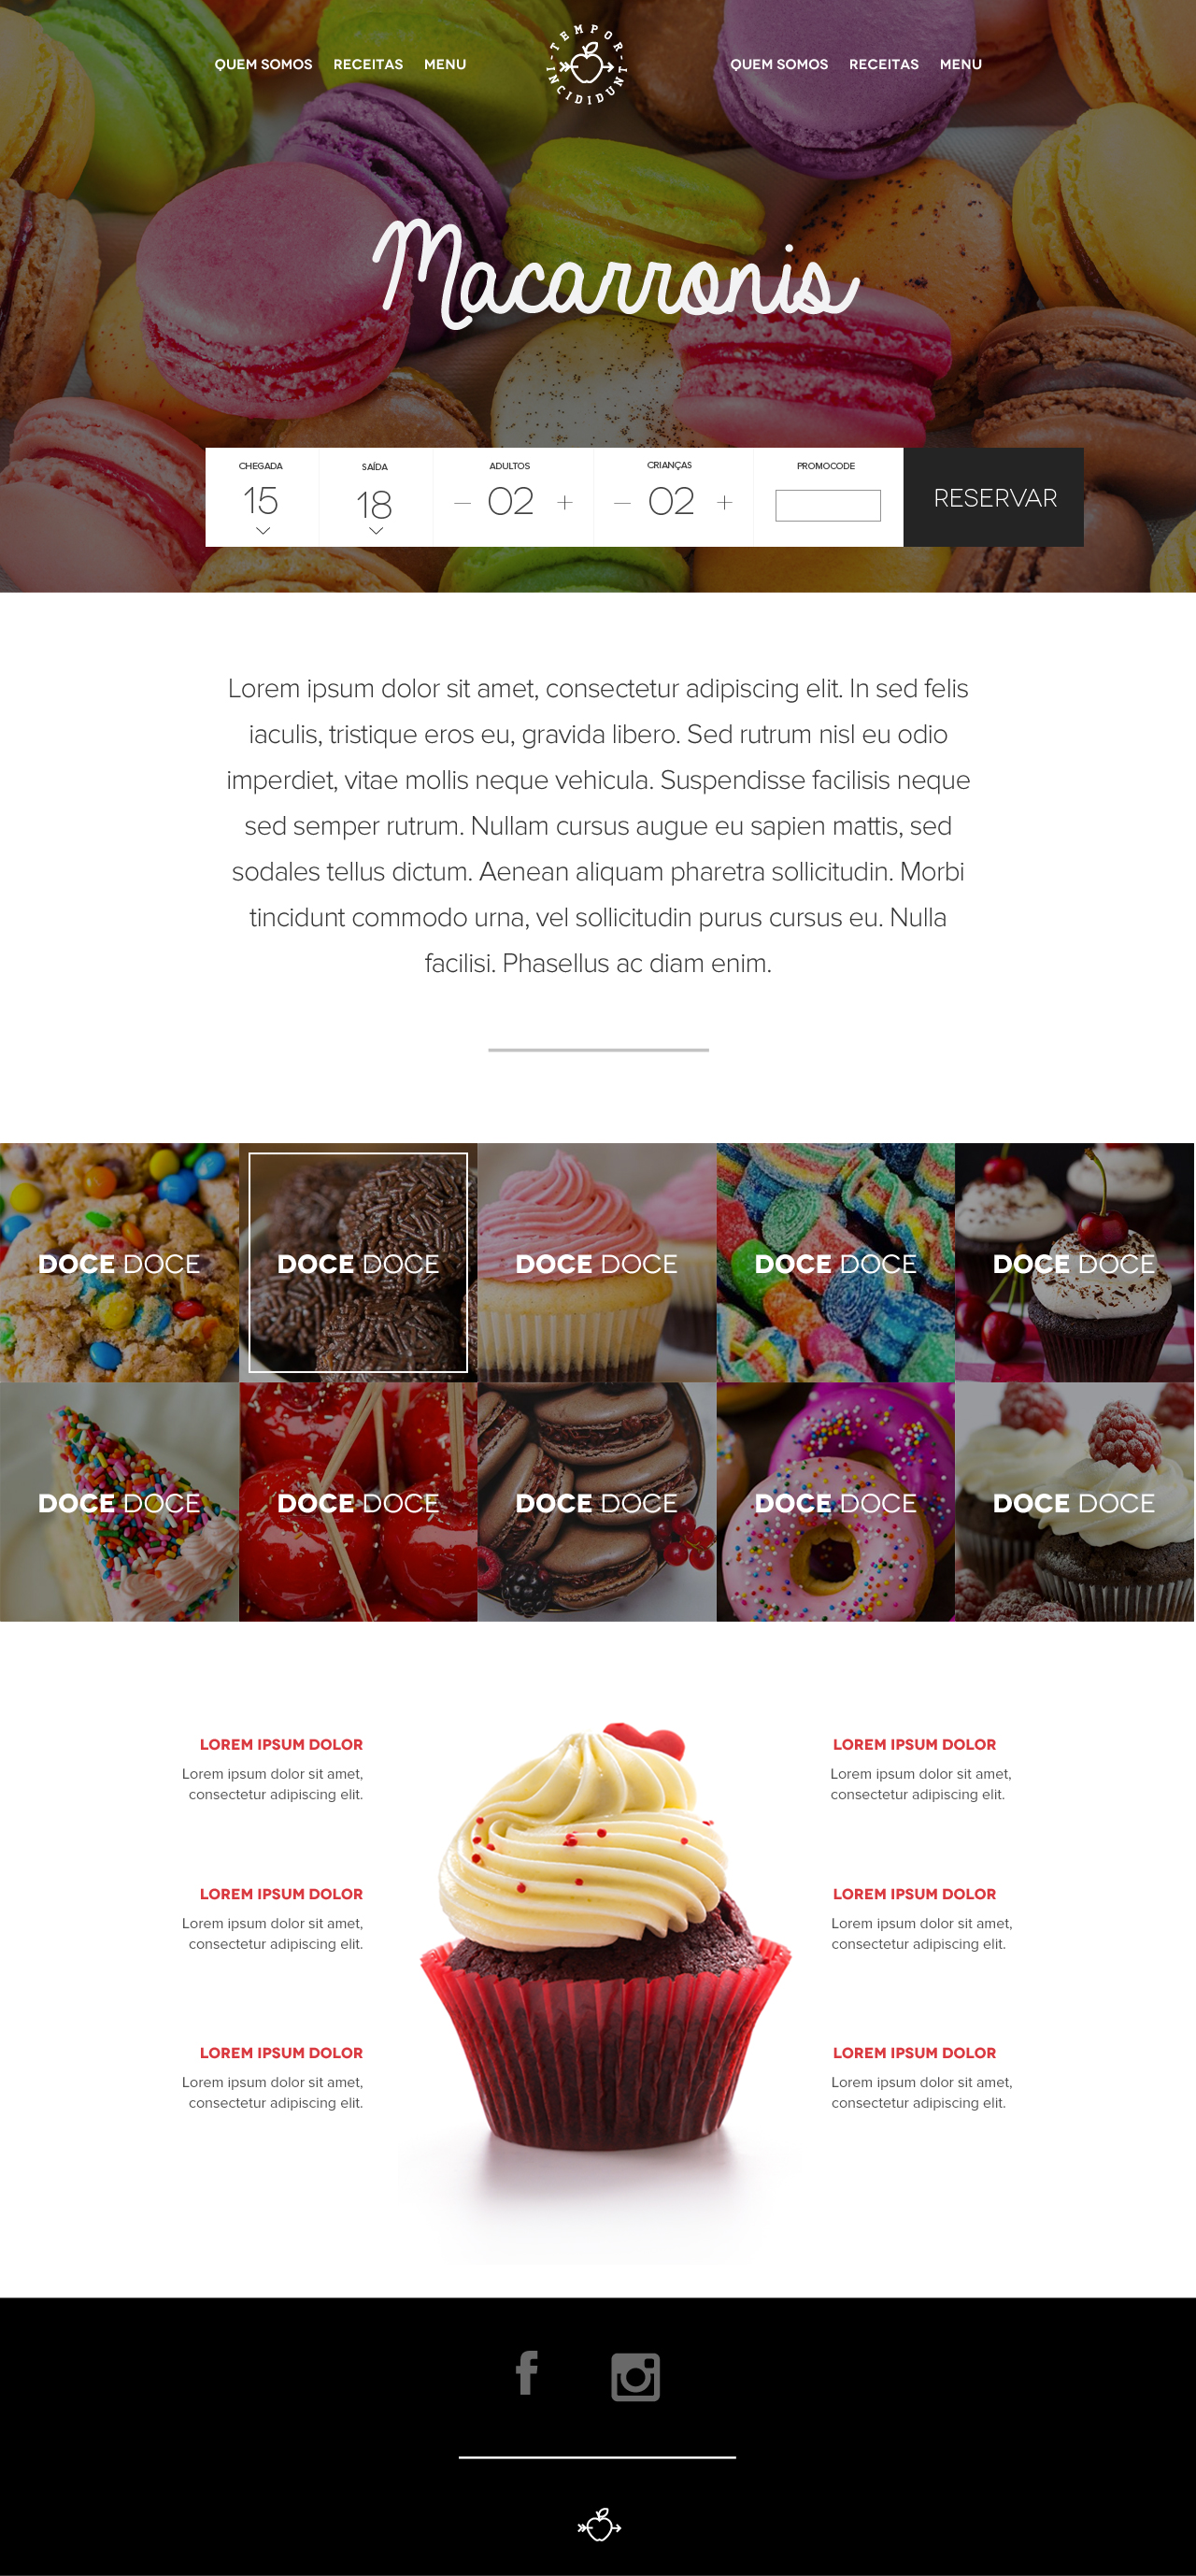 QUEM SOMOS RECEITAS MENU
TEMPOR INCIDIDUNT
QUEM SOMOS RECEITAS MENU
Macarronis
CHEGADA
15
SAÍDA
18
ADULTOS
— 02 +
CRIANÇAS
— 02 +
PROMOCODE
RESERVAR
Lorem ipsum dolor sit amet, consectetur adipiscing elit. In sed felis
iaculis, tristique eros eu, gravida libero. Sed rutrum nisl eu odio
imperdiet, vitae mollis neque vehicula. Suspendisse facilisis neque
sed semper rutrum. Nullam cursus augue eu sapien mattis, sed
sodales tellus dictum. Aenean aliquam pharetra sollicitudin. Morbi
tincidunt commodo urna, vel sollicitudin purus cursus eu. Nulla
facilisi. Phasellus ac diam enim.
DOCE DOCE
DOCE DOCE
DOCE DOCE
DOCE DOCE
DOCE DOCE
DOCE DOCE
DOCE DOCE
DOCE DOCE
DOCE DOCE
DOCE DOCE
LOREM IPSUM DOLOR
Lorem ipsum dolor sit amet,
consectetur adipiscing elit.
LOREM IPSUM DOLOR
Lorem ipsum dolor sit amet,
consectetur adipiscing elit.
LOREM IPSUM DOLOR
Lorem ipsum dolor sit amet,
consectetur adipiscing elit.
LOREM IPSUM DOLOR
Lorem ipsum dolor sit amet,
consectetur adipiscing elit.
LOREM IPSUM DOLOR
Lorem ipsum dolor sit amet,
consectetur adipiscing elit.
LOREM IPSUM DOLOR
Lorem ipsum dolor sit amet,
consectetur adipiscing elit.